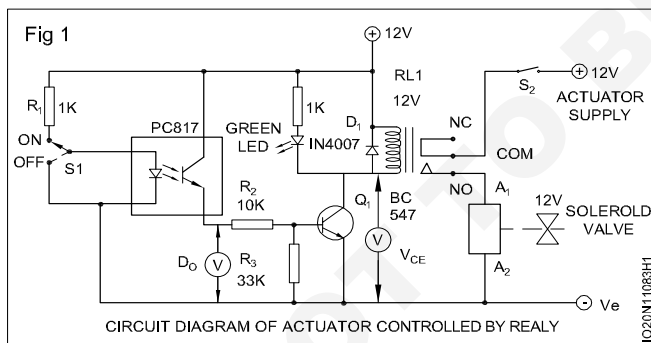 Fig 1
12V
R1
1K
ON
OFF
S1
PC817
1K
GREEN
LED
D1
IN4007
RL1
12V
NC
COM
NO
S2
12V
ACTUATOR
SUPPLY
R2
10K
Q1
BC
547
A1
A2
12V
SOLEROLD
VALVE
DO
V
R3
33K
V
VCE
Ve
CIRCUIT DIAGRAM OF ACTUATOR CONTROLLED BY REALY
IO20N11083H1